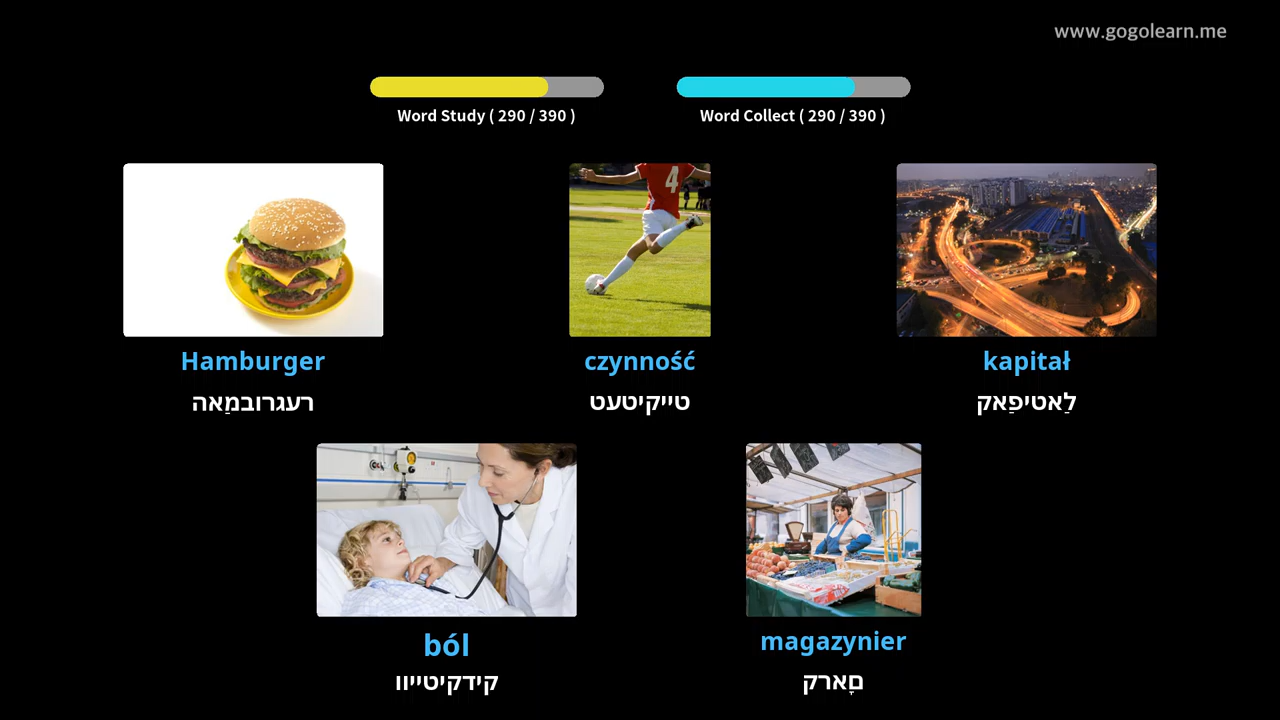 www.gogolearn.me
Word Study ( 290 / 390 )
Word Collect ( 290 / 390 )
Hamburger
רעגרובמַאה
czynność
טייקיטעט
kapitał
לַאטיפַאק
ból
קידקיטייוו
magazynier
םָארק